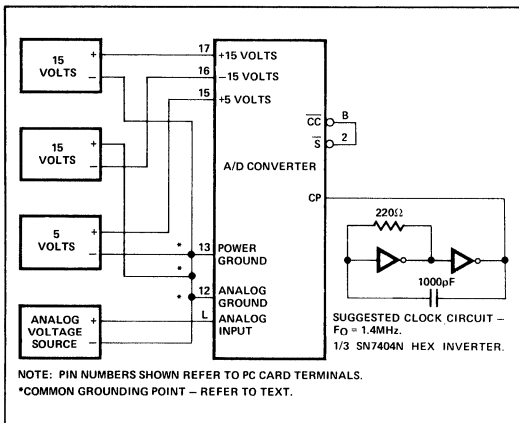 15
VOLTS
+
−
15
VOLTS
+
−
5
VOLTS
+
−
ANALOG
VOLTAGE
SOURCE
+
−
17
+15 VOLTS
16
−15 VOLTS
15
+5 VOLTS
A/D CONVERTER
CC
B
S
2
CP
*
13
POWER
GROUND
*
*
12
ANALOG
GROUND
L
ANALOG
INPUT
220Ω
1000pF
SUGGESTED CLOCK CIRCUIT –
FO = 1.4MHz.
1/3 SN7404N HEX INVERTER.
NOTE: PIN NUMBERS SHOWN REFER TO PC CARD TERMINALS.
*COMMON GROUNDING POINT – REFER TO TEXT.